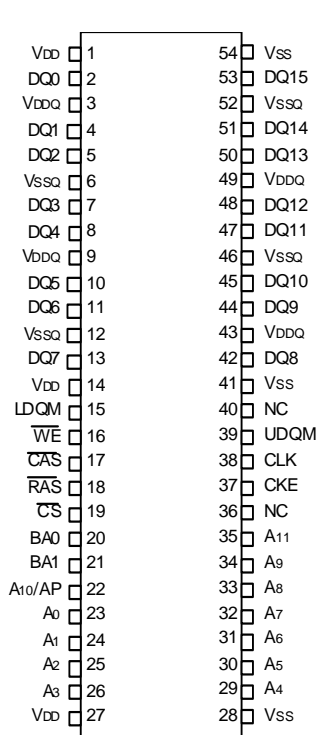 VDD 1 54 VSS
DQ0 2 53 DQ15
VDDQ 3 52 VSSQ
DQ1 4 51 DQ14
DQ2 5 50 DQ13
VSSQ 6 49 VDDQ
DQ3 7 48 DQ12
DQ4 8 47 DQ11
VDDQ 9 46 VSSQ
DQ5 10 45 DQ10
DQ6 11 44 DQ9
VSSQ 12 43 VDDQ
DQ7 13 42 DQ8
VDD 14 41 VSS
LDQM 15 40 NC
W̅E̅ 16 39 UDQM
C̅A̅S̅ 17 38 CLK
R̅A̅S̅ 18 37 CKE
C̅S̅ 19 36 NC
BA0 20 35 A11
BA1 21 34 A9
A10/AP 22 33 A8
A0 23 32 A7
A1 24 31 A6
A2 25 30 A5
A3 26 29 A4
VDD 27 28 VSS